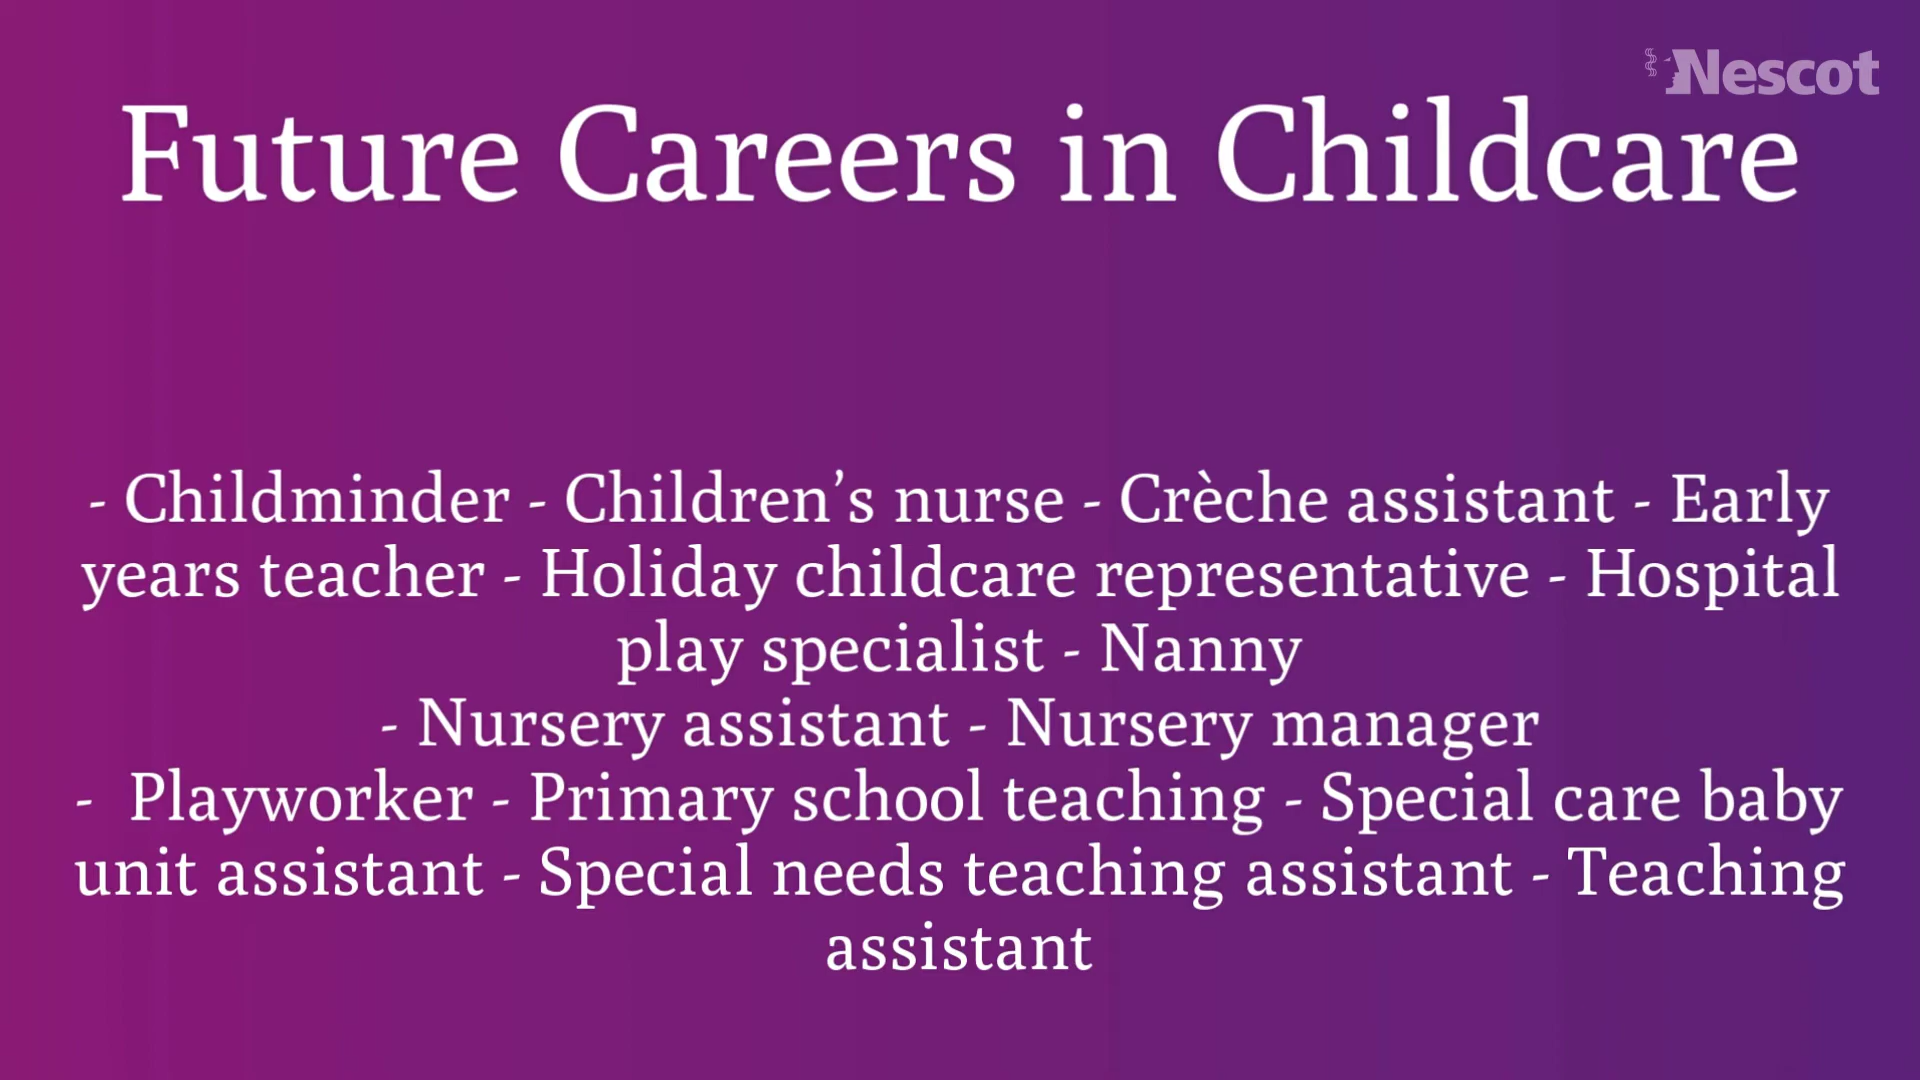 Nescot
Future Careers in Childcare
- Childminder - Children’s nurse - Crèche assistant - Early
years teacher - Holiday childcare representative - Hospital
play specialist - Nanny
- Nursery assistant - Nursery manager
-  Playworker - Primary school teaching - Special care baby
unit assistant - Special needs teaching assistant - Teaching
assistant